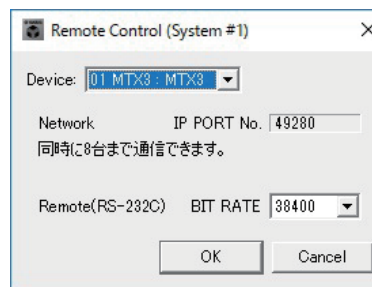 Remote Control (System #1)
Device: 01 MTX3 : MTX3
Network IP PORT No. 49280
同時に8台まで通信できます。
Remote(RS-232C) BIT RATE 38400
OK Cancel